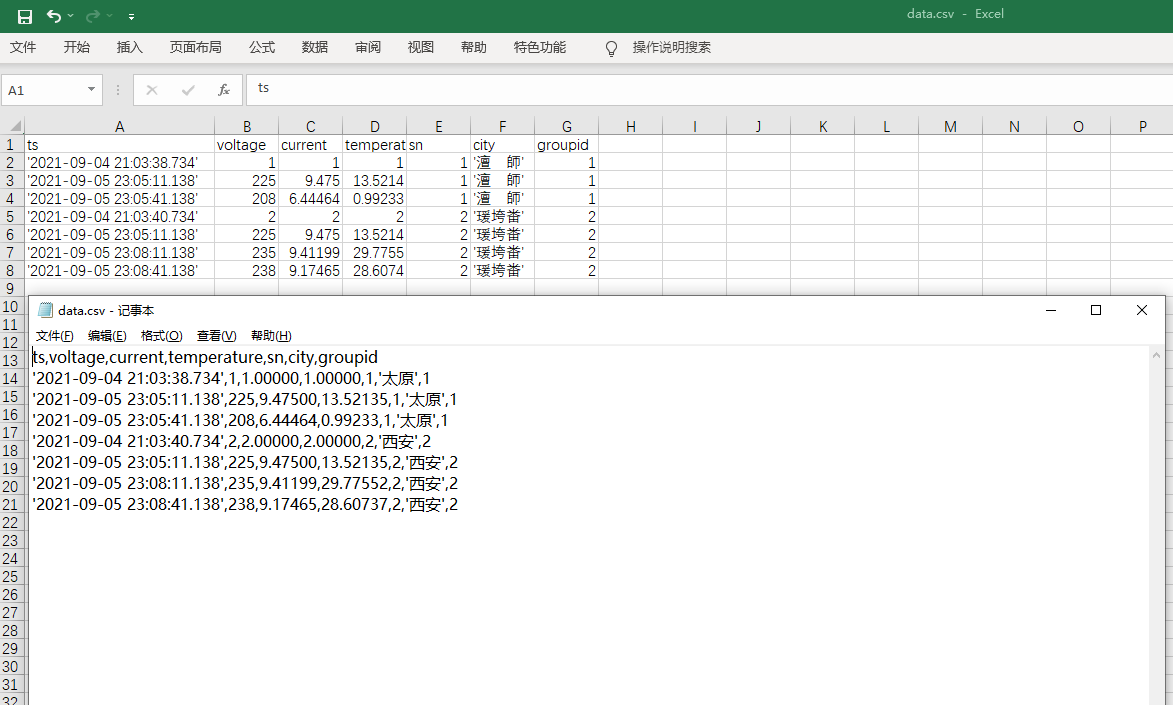 data.csv - Excel
文件 开始 插入 页面布局 公式 数据 审阅 视图 帮助 特色功能 操作说明搜索
A1 fx ts
A B C D E F G H I J K L M N O P
1 ts voltage current temperat sn city groupid
2 '2021-09-04 21:03:38.734' 1 1 1 1 '澶 師' 1
3 '2021-09-05 23:05:11.138' 225 9.475 13.5214 1 '澶 師' 1
4 '2021-09-05 23:05:41.138' 208 6.44464 0.99233 1 '澶 師' 1
5 '2021-09-04 21:03:40.734' 2 2 2 2 '瑗垮畨' 2
6 '2021-09-05 23:05:11.138' 225 9.475 13.5214 2 '瑗垮畨' 2
7 '2021-09-05 23:08:11.138' 235 9.41199 29.7755 2 '瑗垮畨' 2
8 '2021-09-05 23:08:41.138' 238 9.17465 28.6074 2 '瑗垮畨' 2
9
10
11
12
13
14
15
16
17
18
19
20
21
22
23
24
25
26
27
28
29
30
31
32
data.csv - 记事本
文件(F) 编辑(E) 格式(O) 查看(V) 帮助(H)
ts,voltage,current,temperature,sn,city,groupid
'2021-09-04 21:03:38.734',1,1.00000,1.00000,1,'太原',1
'2021-09-05 23:05:11.138',225,9.47500,13.52135,1,'太原',1
'2021-09-05 23:05:41.138',208,6.44464,0.99233,1,'太原',1
'2021-09-04 21:03:40.734',2,2.00000,2.00000,2,'西安',2
'2021-09-05 23:05:11.138',225,9.47500,13.52135,2,'西安',2
'2021-09-05 23:08:11.138',235,9.41199,29.77552,2,'西安',2
'2021-09-05 23:08:41.138',238,9.17465,28.60737,2,'西安',2